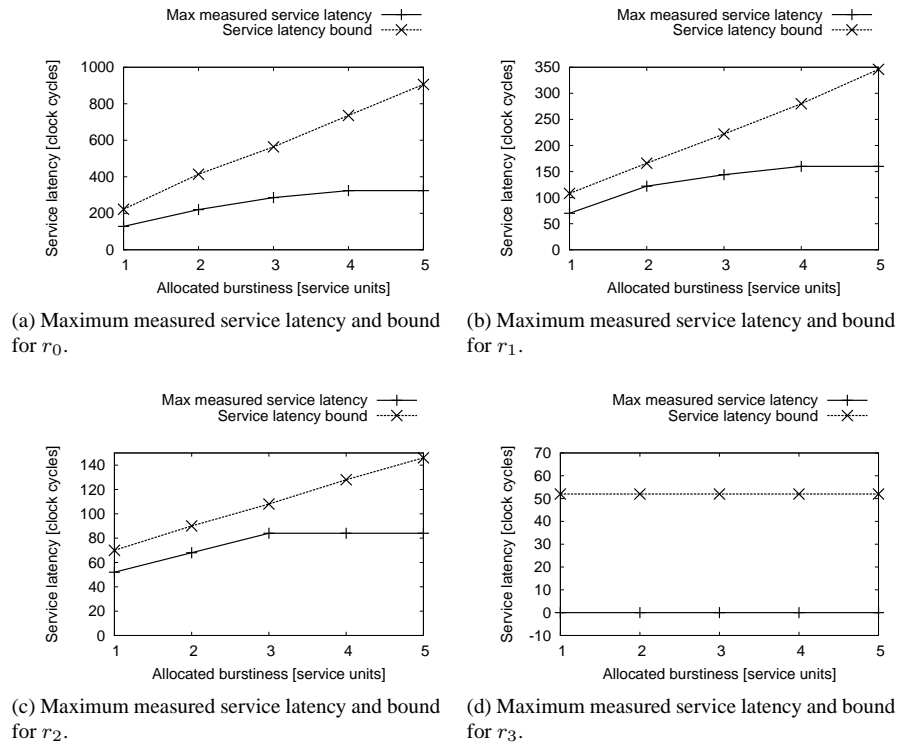 Max measured service latency
Service latency bound
Service latency [clock cycles]
1000
800
600
400
200
0
1 2 3 4 5
Allocated burstiness [service units]
(a) Maximum measured service latency and bound
for r₀.
Max measured service latency
Service latency bound
Service latency [clock cycles]
350
300
250
200
150
100
50
0
1 2 3 4 5
Allocated burstiness [service units]
(b) Maximum measured service latency and bound
for r₁.
Max measured service latency
Service latency bound
Service latency [clock cycles]
140
120
100
80
60
40
20
0
1 2 3 4 5
Allocated burstiness [service units]
(c) Maximum measured service latency and bound
for r₂.
Max measured service latency
Service latency bound
Service latency [clock cycles]
70
60
50
40
30
20
10
0
-10
1 2 3 4 5
Allocated burstiness [service units]
(d) Maximum measured service latency and bound
for r₃.